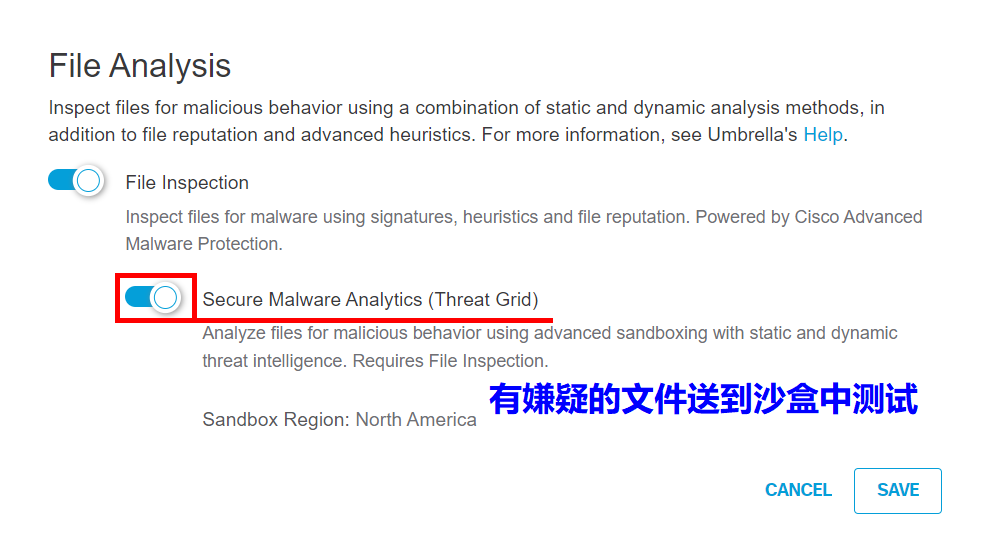 File Analysis
Inspect files for malicious behavior using a combination of static and dynamic analysis methods, in
addition to file reputation and advanced heuristics. For more information, see Umbrella's Help.
File Inspection
Inspect files for malware using signatures, heuristics and file reputation. Powered by Cisco Advanced
Malware Protection.
Secure Malware Analytics (Threat Grid)
Analyze files for malicious behavior using advanced sandboxing with static and dynamic
threat intelligence. Requires File Inspection.
有嫌疑的文件送到沙盒中测试
Sandbox Region: North America
CANCEL
SAVE